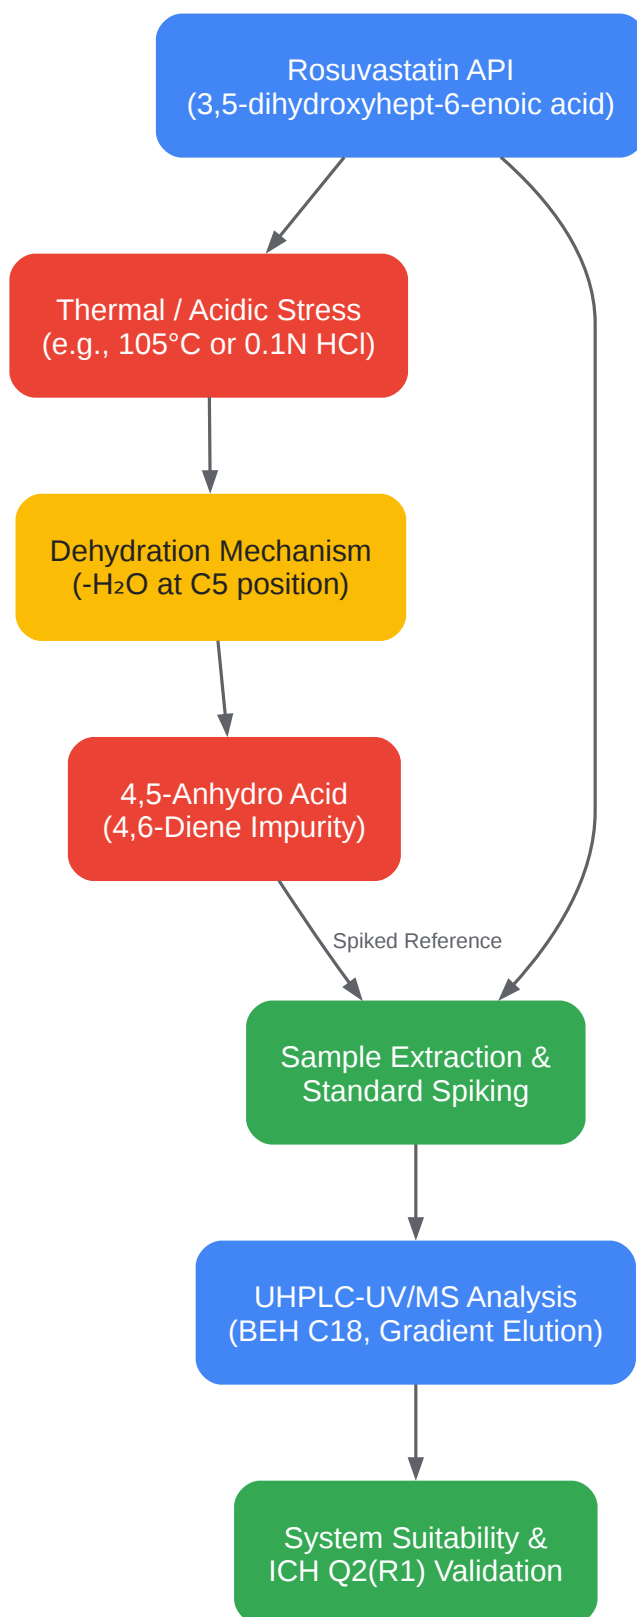 Rosuvastatin API
(3,5-dihydroxyhept-6-enoic acid)
Thermal / Acidic Stress
(e.g., 105°C or 0.1N HCl)
Dehydration Mechanism
(-H₂O at C5 position)
4,5-Anhydro Acid
(4,6-Diene Impurity)
Spiked Reference
Sample Extraction &
Standard Spiking
UHPLC-UV/MS Analysis
(BEH C18, Gradient Elution)
System Suitability &
ICH Q2(R1) Validation